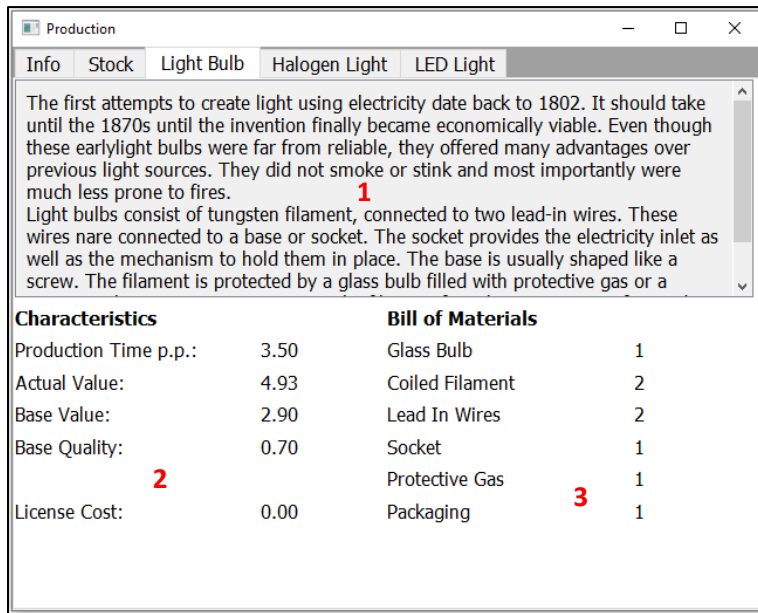 Production
Info Stock Light Bulb Halogen Light LED Light
The first attempts to create light using electricity date back to 1802. It should take
until the 1870s until the invention finally became economically viable. Even though
these earlylight bulbs were far from reliable, they offered many advantages over
previous light sources. They did not smoke or stink and most importantly were
much less prone to fires.
1
Light bulbs consist of tungsten filament, connected to two lead-in wires. These
wires nare connected to a base or socket. The socket provides the electricity inlet as
well as the mechanism to hold them in place. The base is usually shaped like a
screw. The filament is protected by a glass bulb filled with protective gas or a
Characteristics
Production Time p.p.: 3.50
Actual Value: 4.93
Base Value: 2.90
Base Quality: 0.70
2
License Cost: 0.00
Bill of Materials
Glass Bulb 1
Coiled Filament 2
Lead In Wires 2
Socket 1
Protective Gas 1
3
Packaging 1